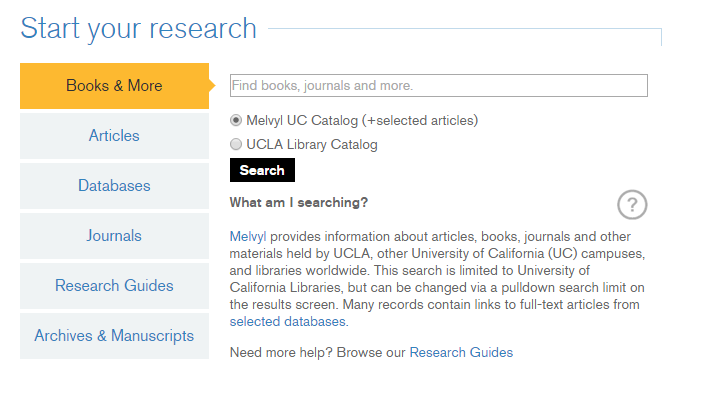 Start your research
Books & More
Articles
Databases
Journals
Research Guides
Archives & Manuscripts
Find books, journals and more.
Melvyl UC Catalog (+selected articles)
UCLA Library Catalog
Search
What am I searching?
?
Melvyl provides information about articles, books, journals and other
materials held by UCLA, other University of California (UC) campuses,
and libraries worldwide. This search is limited to University of
California Libraries, but can be changed via a pulldown search limit on
the results screen. Many records contain links to full-text articles from
selected databases.
Need more help? Browse our Research Guides